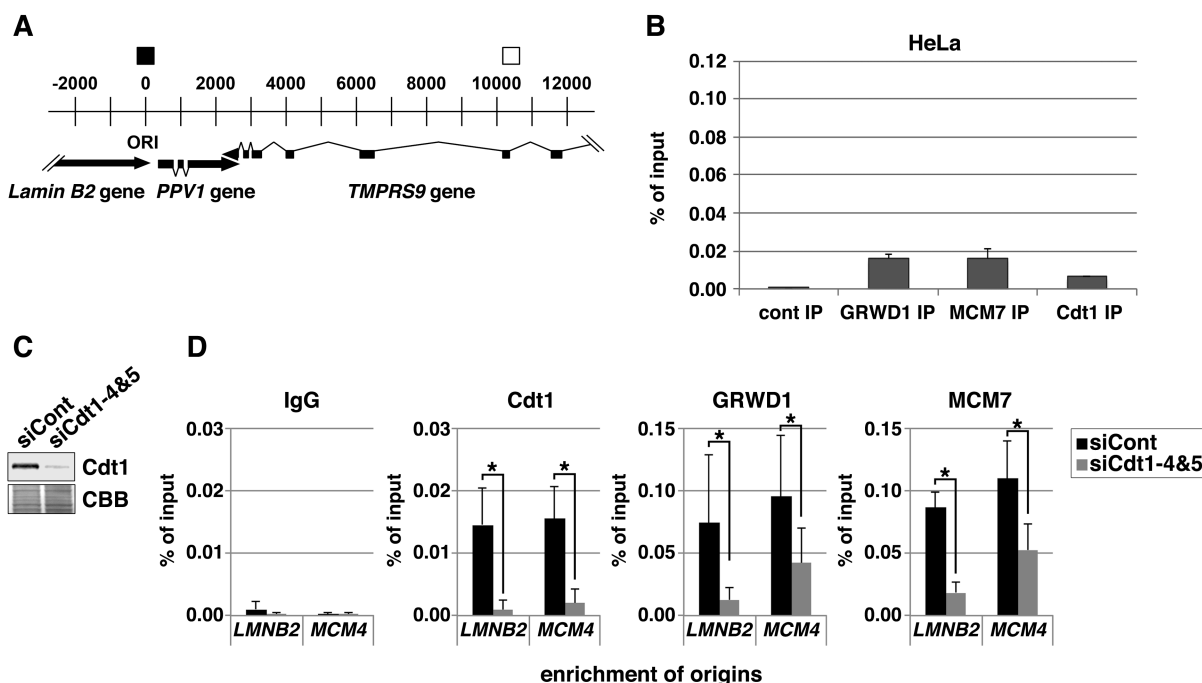 A
-2000 0 2000 4000 6000 8000 10000 12000
ORI
Lamin B2 gene PPV1 gene TMPRS9 gene
B
HeLa
% of input
0.12
0.10
0.08
0.06
0.04
0.02
0.00
cont IP GRWD1 IP MCM7 IP Cdt1 IP
C
siCont
siCdt1-4&5
Cdt1
CBB
D
IgG
% of input
0.03
0.02
0.01
0.00
LMNB2 MCM4
Cdt1
% of input
0.03
0.02
0.01
0.00
* *
LMNB2 MCM4
GRWD1
% of input
0.15
0.10
0.05
0.00
* *
LMNB2 MCM4
MCM7
% of input
0.15
0.10
0.05
0.00
* *
LMNB2 MCM4
siCont
siCdt1-4&5
enrichment of origins